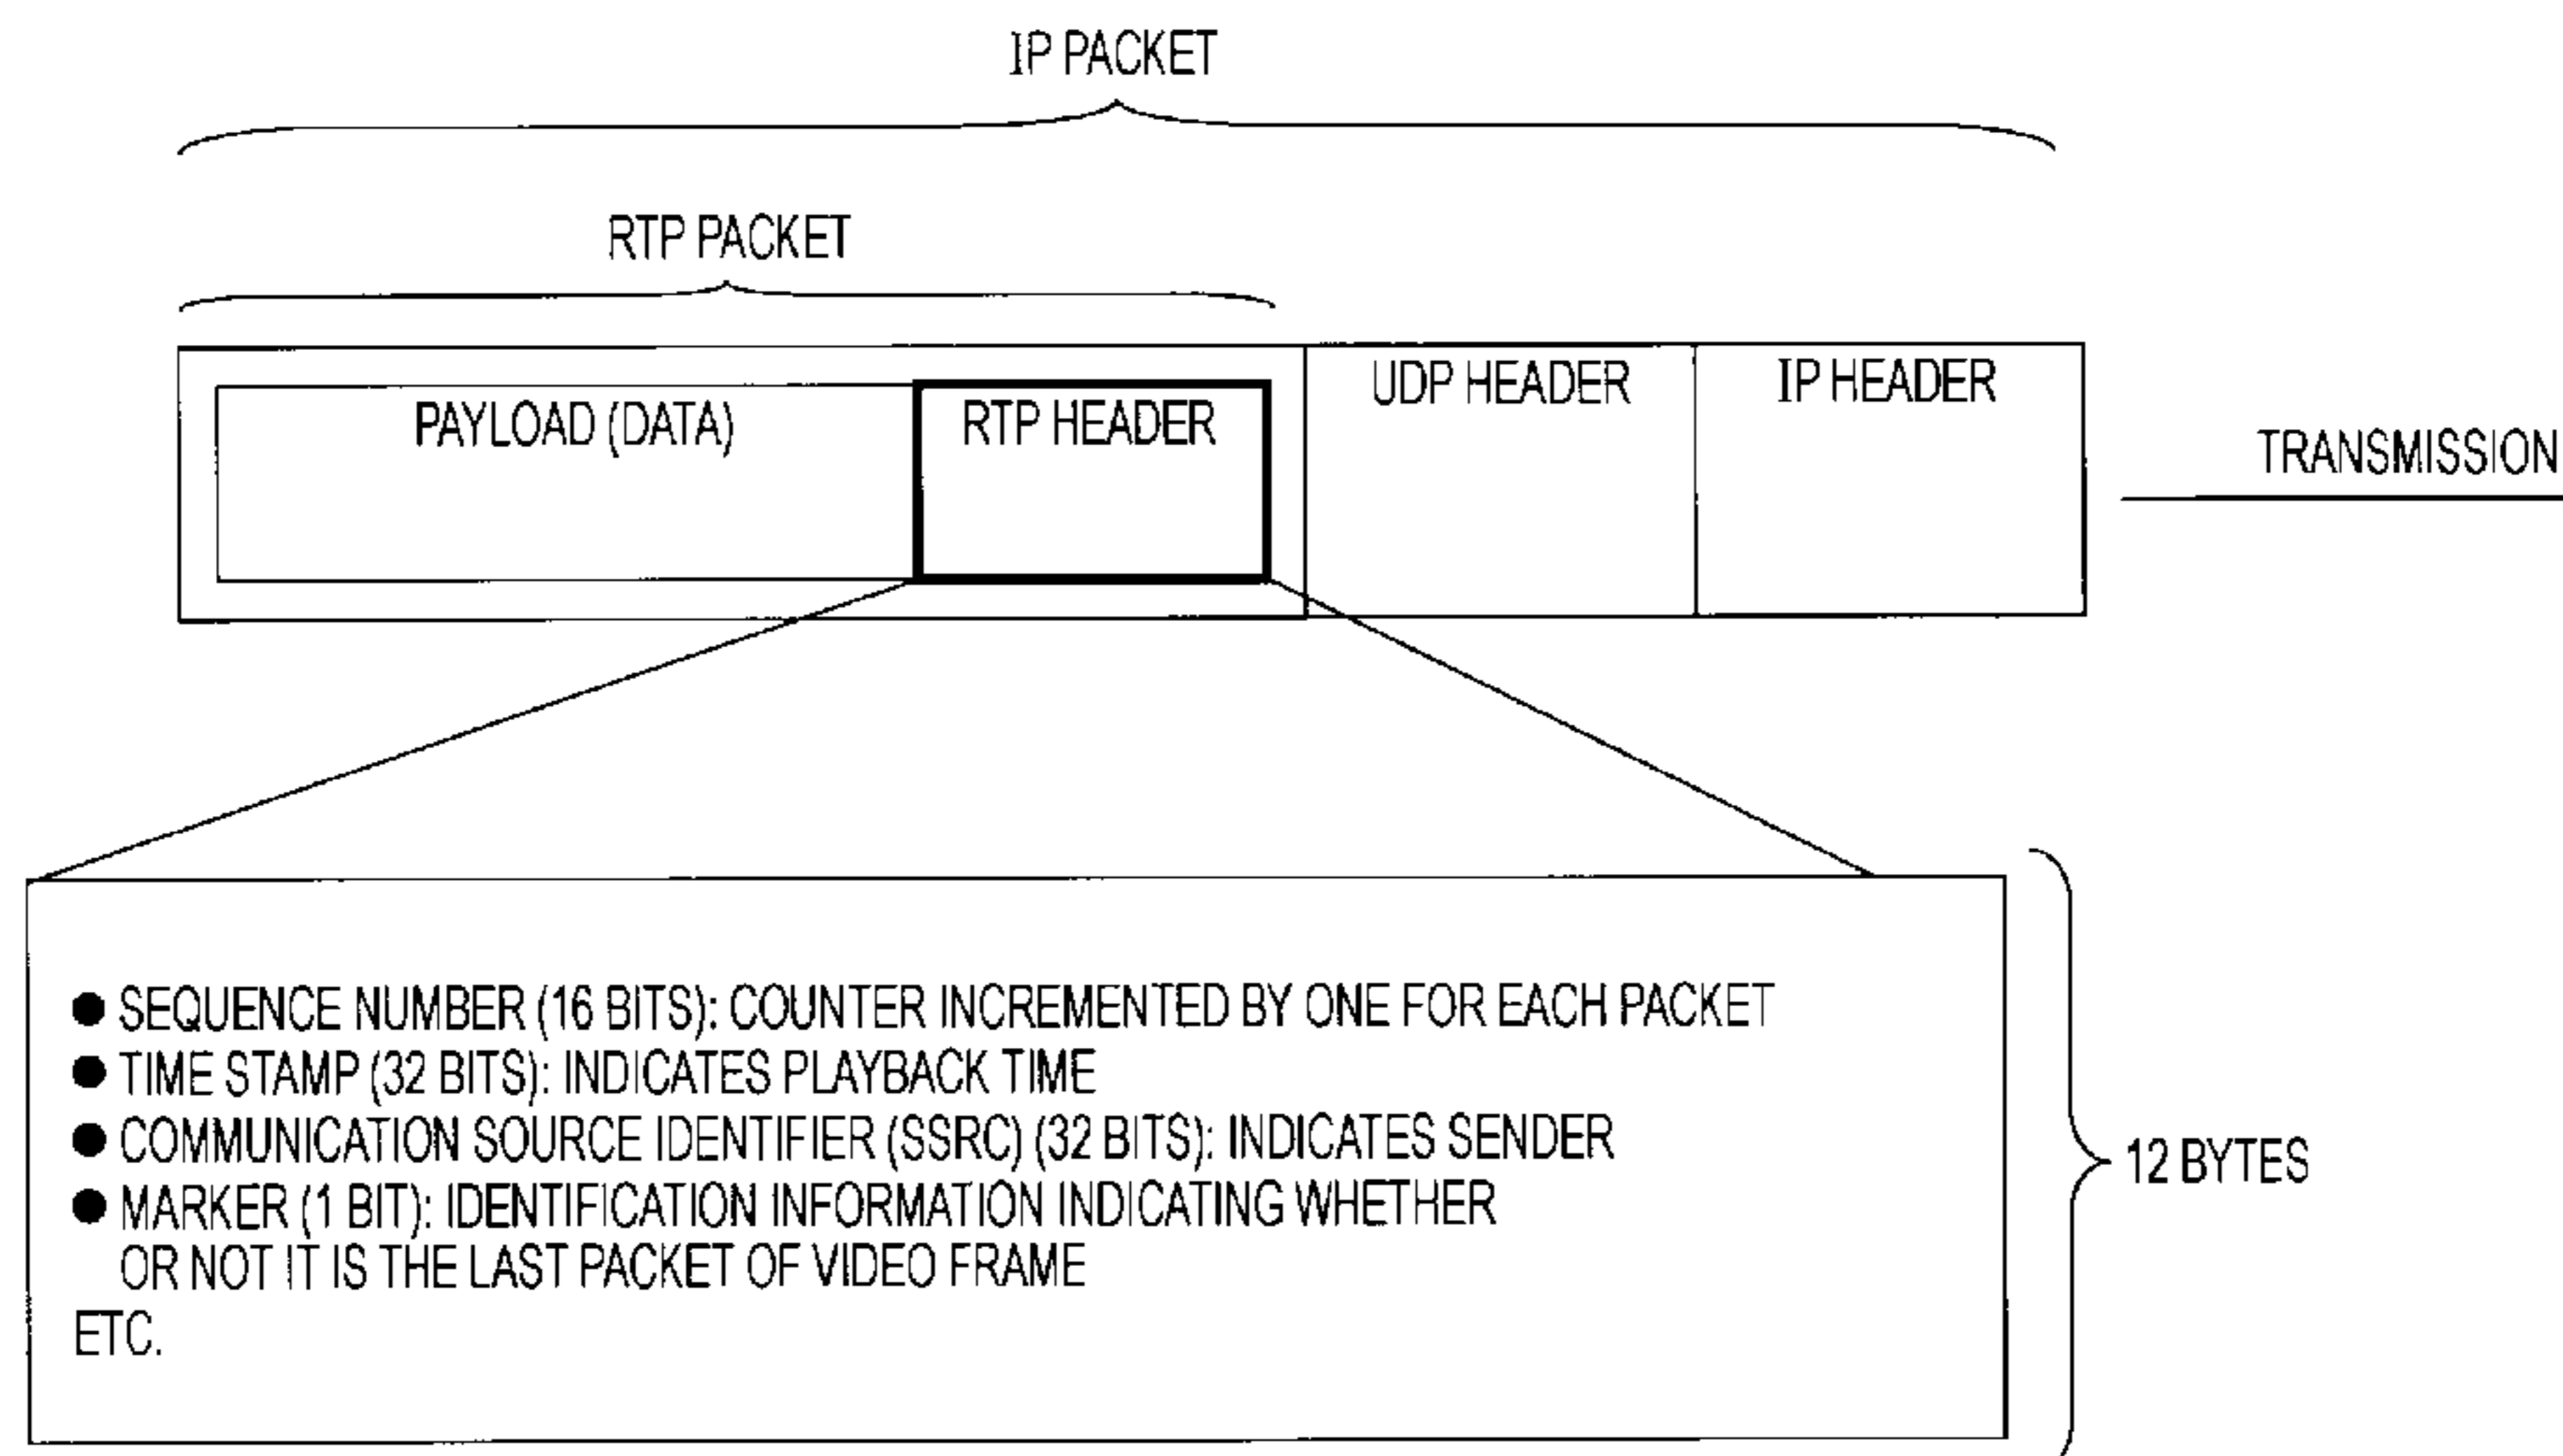 IP PACKET
RTP PACKET
PAYLOAD (DATA)
RTP HEADER
UDP HEADER
IP HEADER
TRANSMISSION
● SEQUENCE NUMBER (16 BITS): COUNTER INCREMENTED BY ONE FOR EACH PACKET
● TIME STAMP (32 BITS): INDICATES PLAYBACK TIME
● COMMUNICATION SOURCE IDENTIFIER (SSRC) (32 BITS): INDICATES SENDER
● MARKER (1 BIT): IDENTIFICATION INFORMATION INDICATING WHETHER
OR NOT IT IS THE LAST PACKET OF VIDEO FRAME
ETC.
12 BYTES